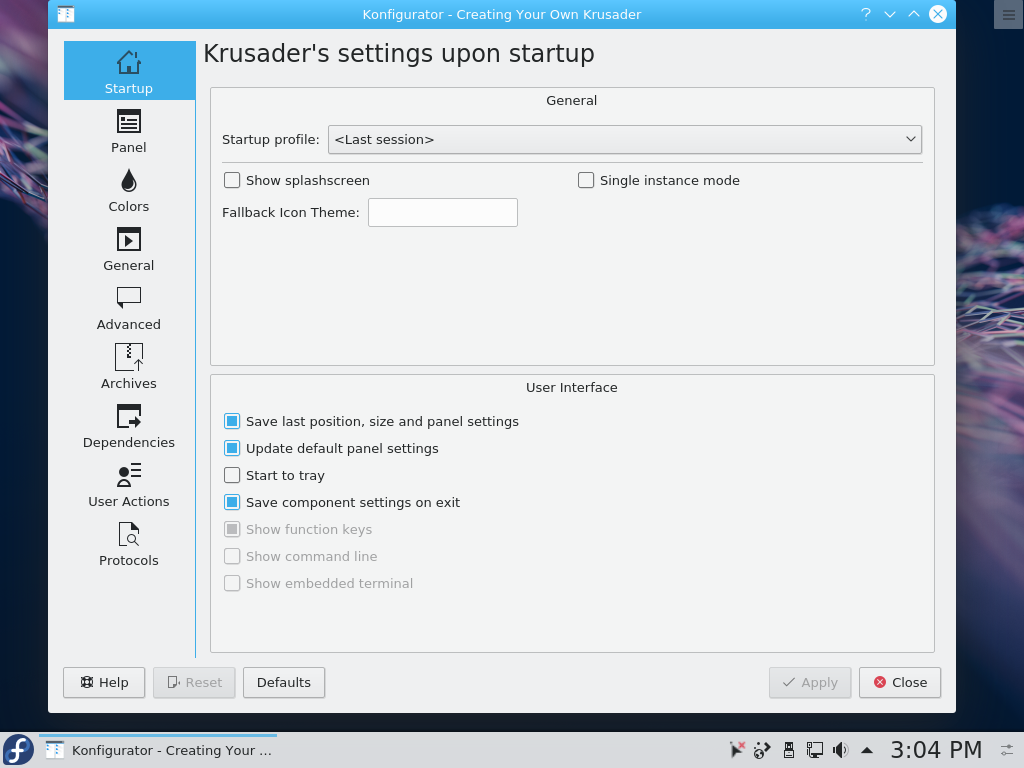 Konfigurator - Creating Your Own Krusader
Startup
Panel
Colors
General
Advanced
Archives
Dependencies
User Actions
Protocols
Krusader's settings upon startup
General
Startup profile: <Last session>
Show splashscreen
Single instance mode
Fallback Icon Theme:
User Interface
Save last position, size and panel settings
Update default panel settings
Start to tray
Save component settings on exit
Show function keys
Show command line
Show embedded terminal
Help
Reset
Defaults
Apply
Close
Konfigurator - Creating Your ...
3:04 PM